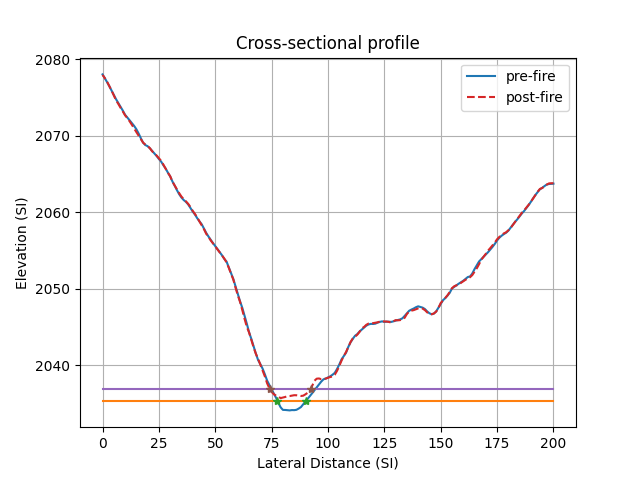 Cross-sectional profile
pre-fire
post-fire
2080
2070
2060
2050
2040
Elevation (SI)
0 25 50 75 100 125 150 175 200
Lateral Distance (SI)